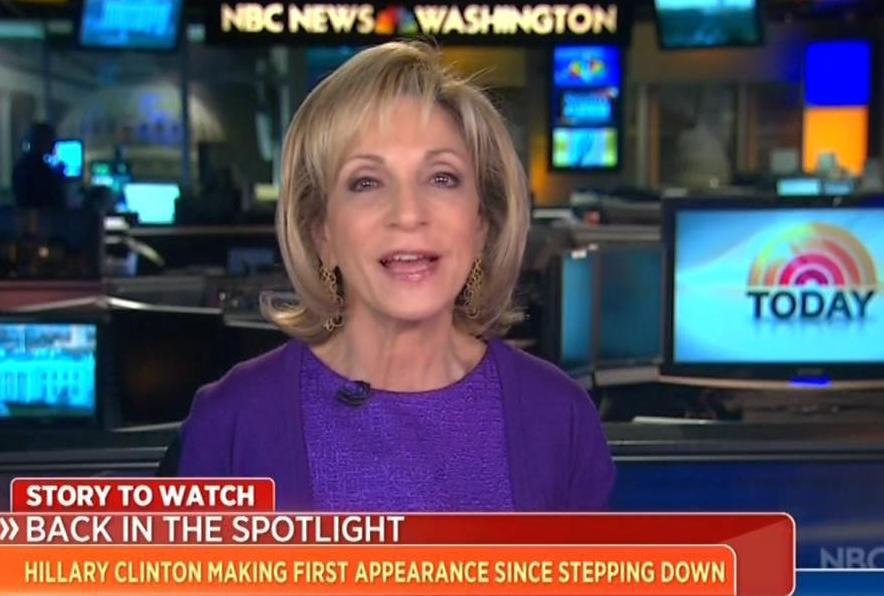 NBC NEWS WASHINGTON
TODAY
STORY TO WATCH
» BACK IN THE SPOTLIGHT
NBC
HILLARY CLINTON MAKING FIRST APPEARANCE SINCE STEPPING DOWN